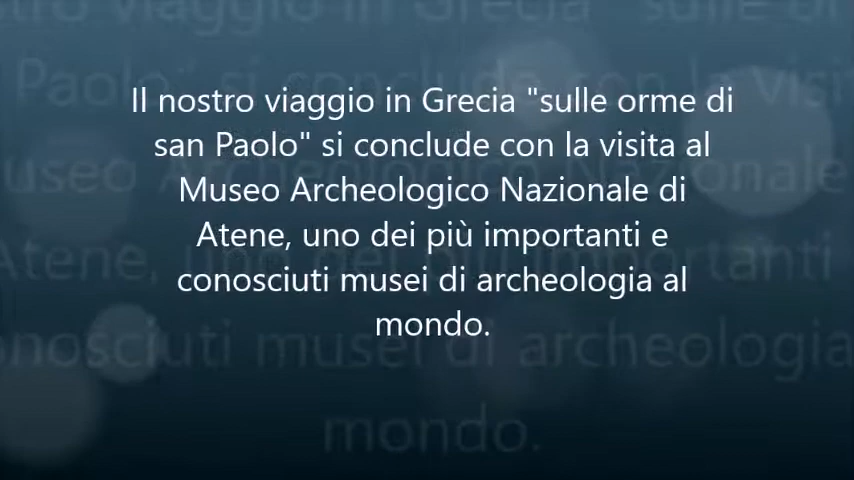 Il nostro viaggio in Grecia "sulle orme di
san Paolo" si conclude con la visita al
Museo Archeologico Nazionale di
Atene, uno dei più importanti e
conosciuti musei di archeologia al
mondo.